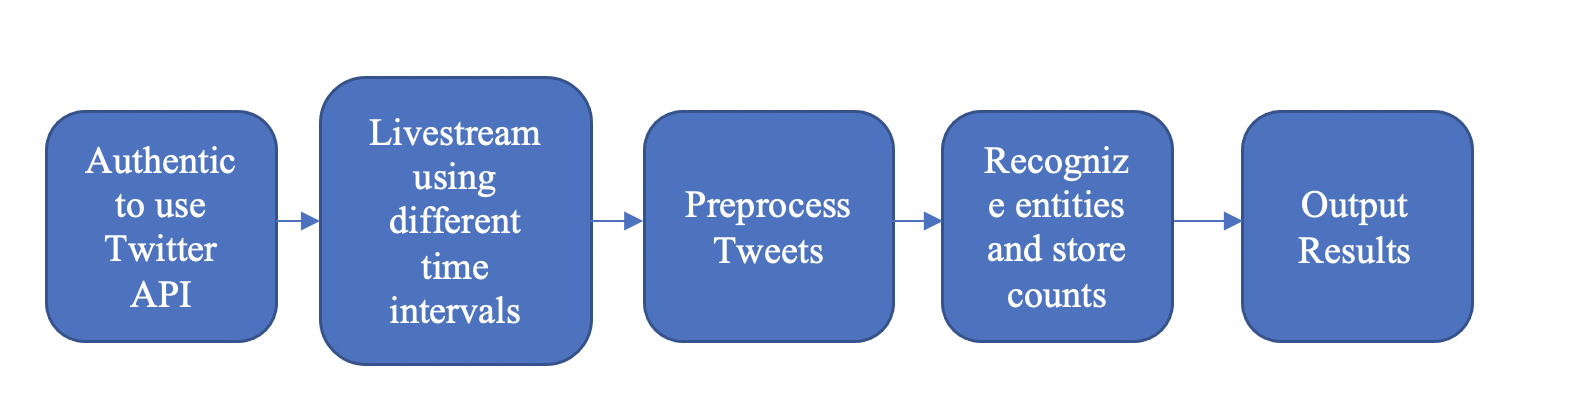 Authentic
to use
Twitter
API
Livestream
using
different
time
intervals
Preprocess
Tweets
Recogniz
e entities
and store
counts
Output
Results